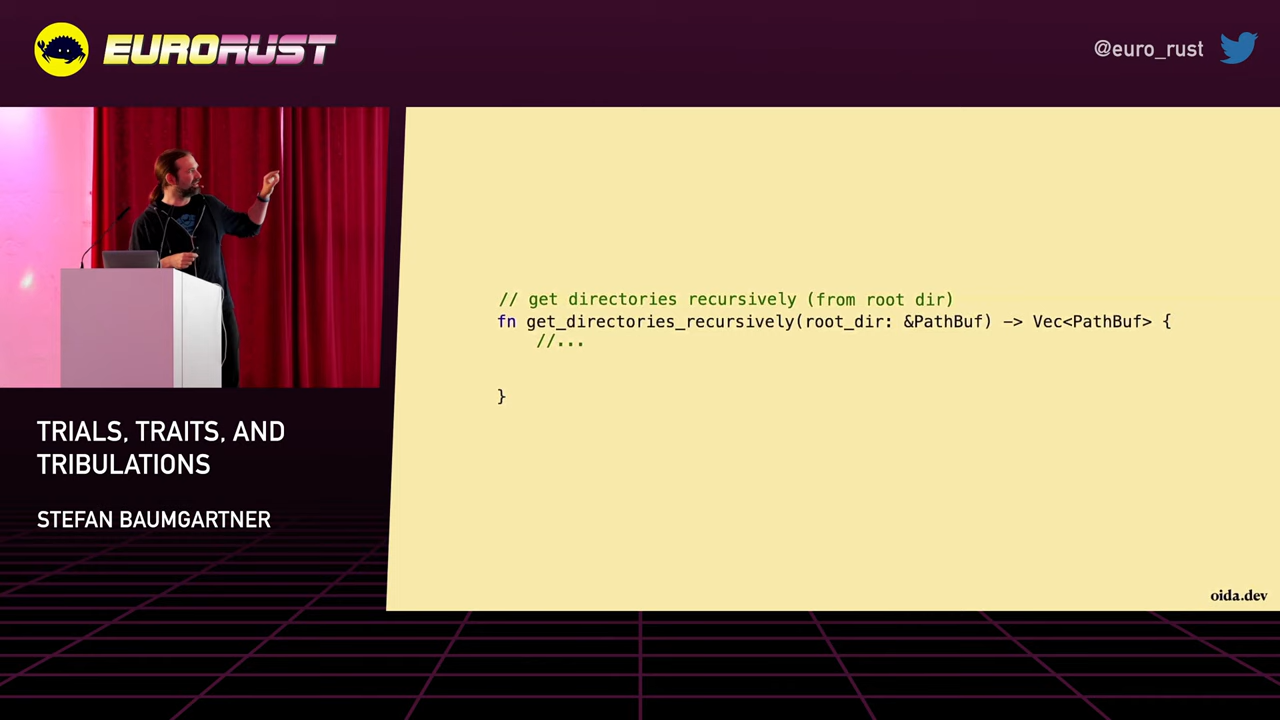 EURORUST
@euro_rust
// get directories recursively (from root dir)
fn get_directories_recursively(root_dir: &PathBuf) -> Vec<PathBuf> {
//...
}
TRIALS, TRAITS, AND
TRIBULATIONS
STEFAN BAUMGARTNER
oida.dev